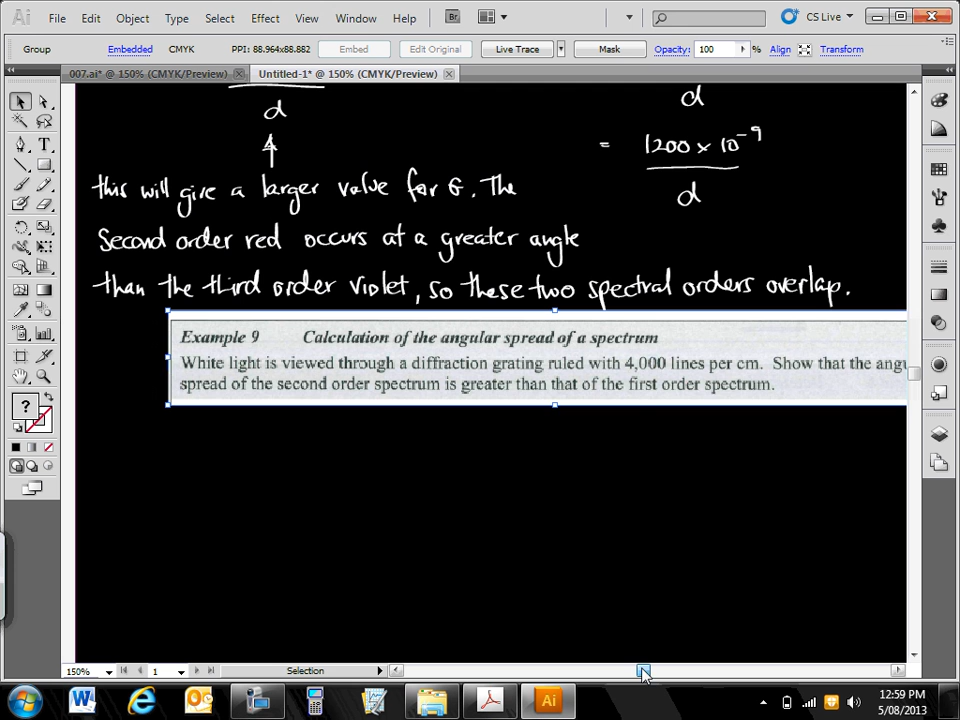 Ai File Edit Object Type Select Effect View Window Help Br CS Live
Group Embedded CMYK PPI: 88.964x88.882 Embed Edit Original Live Trace Mask Opacity: 100 % Align Transform
007.ai* @ 150% (CMYK/Preview) Untitled-1* @ 150% (CMYK/Preview)
d d
= 1200 x 10⁻⁹
d
this will give a larger value for θ. The
Second order red occurs at a greater angle
than the third order violet, so these two spectral orders overlap.
Example 9 Calculation of the angular spread of a spectrum
White light is viewed through a diffraction grating ruled with 4,000 lines per cm. Show that the angu
spread of the second order spectrum is greater than that of the first order spectrum.
?
150% 1 Selection
12:59 PM
5/08/2013